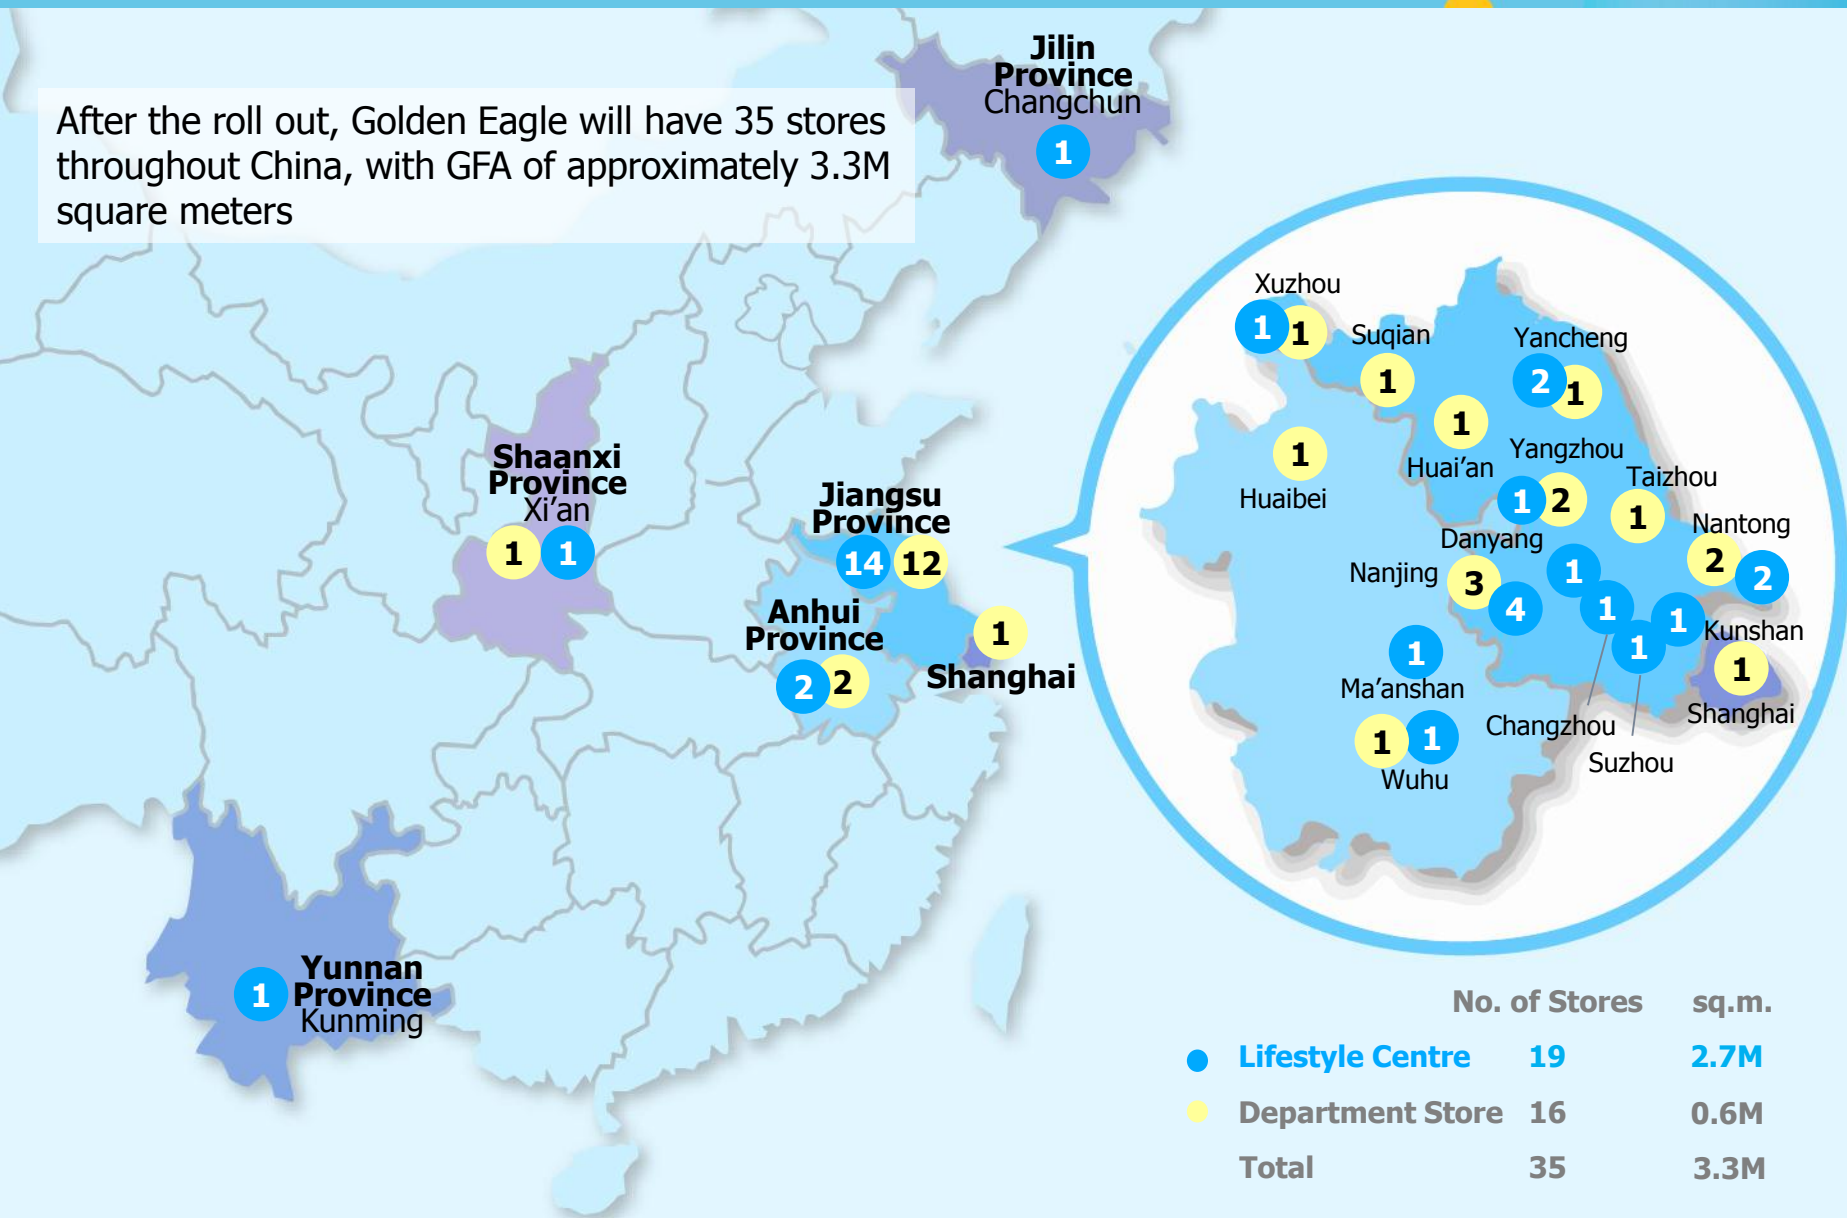 After the roll out, Golden Eagle will have 35 stores
throughout China, with GFA of approximately 3.3M
square meters
Jilin
Province
Changchun
1
Shaanxi
Province
Xi’an
1 1
Jiangsu
Province
14 12
Anhui
Province
2 2
1
Shanghai
Yunnan
Province
Kunming
1
Xuzhou
1 1
Suqian
1
Yancheng
2 1
Huaibei
1
Huai’an
1
Yangzhou
1 2
Taizhou
1
Nantong
2 2
Danyang
1
Nanjing
3 4
1
1
1
Kunshan
1
Shanghai
1
Ma’anshan
Changzhou
Suzhou
1 1
Wuhu
No. of Stores sq.m.
Lifestyle Centre 19 2.7M
Department Store 16 0.6M
Total 35 3.3M